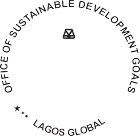 OFFICE OF SUSTAINABLE DEVELOPMENT GOALS
LAGOS GLOBAL